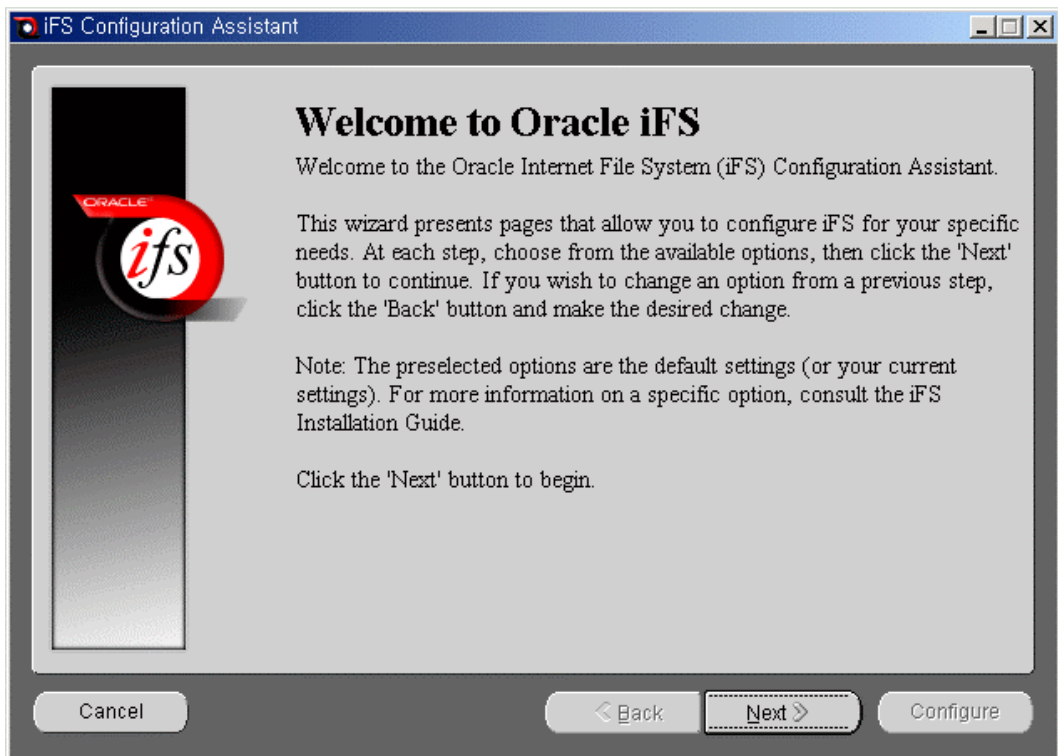 iFS Configuration Assistant
Welcome to Oracle iFS
Welcome to the Oracle Internet File System (iFS) Configuration Assistant.
This wizard presents pages that allow you to configure iFS for your specific
needs. At each step, choose from the available options, then click the 'Next'
button to continue. If you wish to change an option from a previous step,
click the 'Back' button and make the desired change.
Note: The preselected options are the default settings (or your current
settings). For more information on a specific option, consult the iFS
Installation Guide.
Click the 'Next' button to begin.
ORACLE
ifs
Cancel
Back
Next
Configure